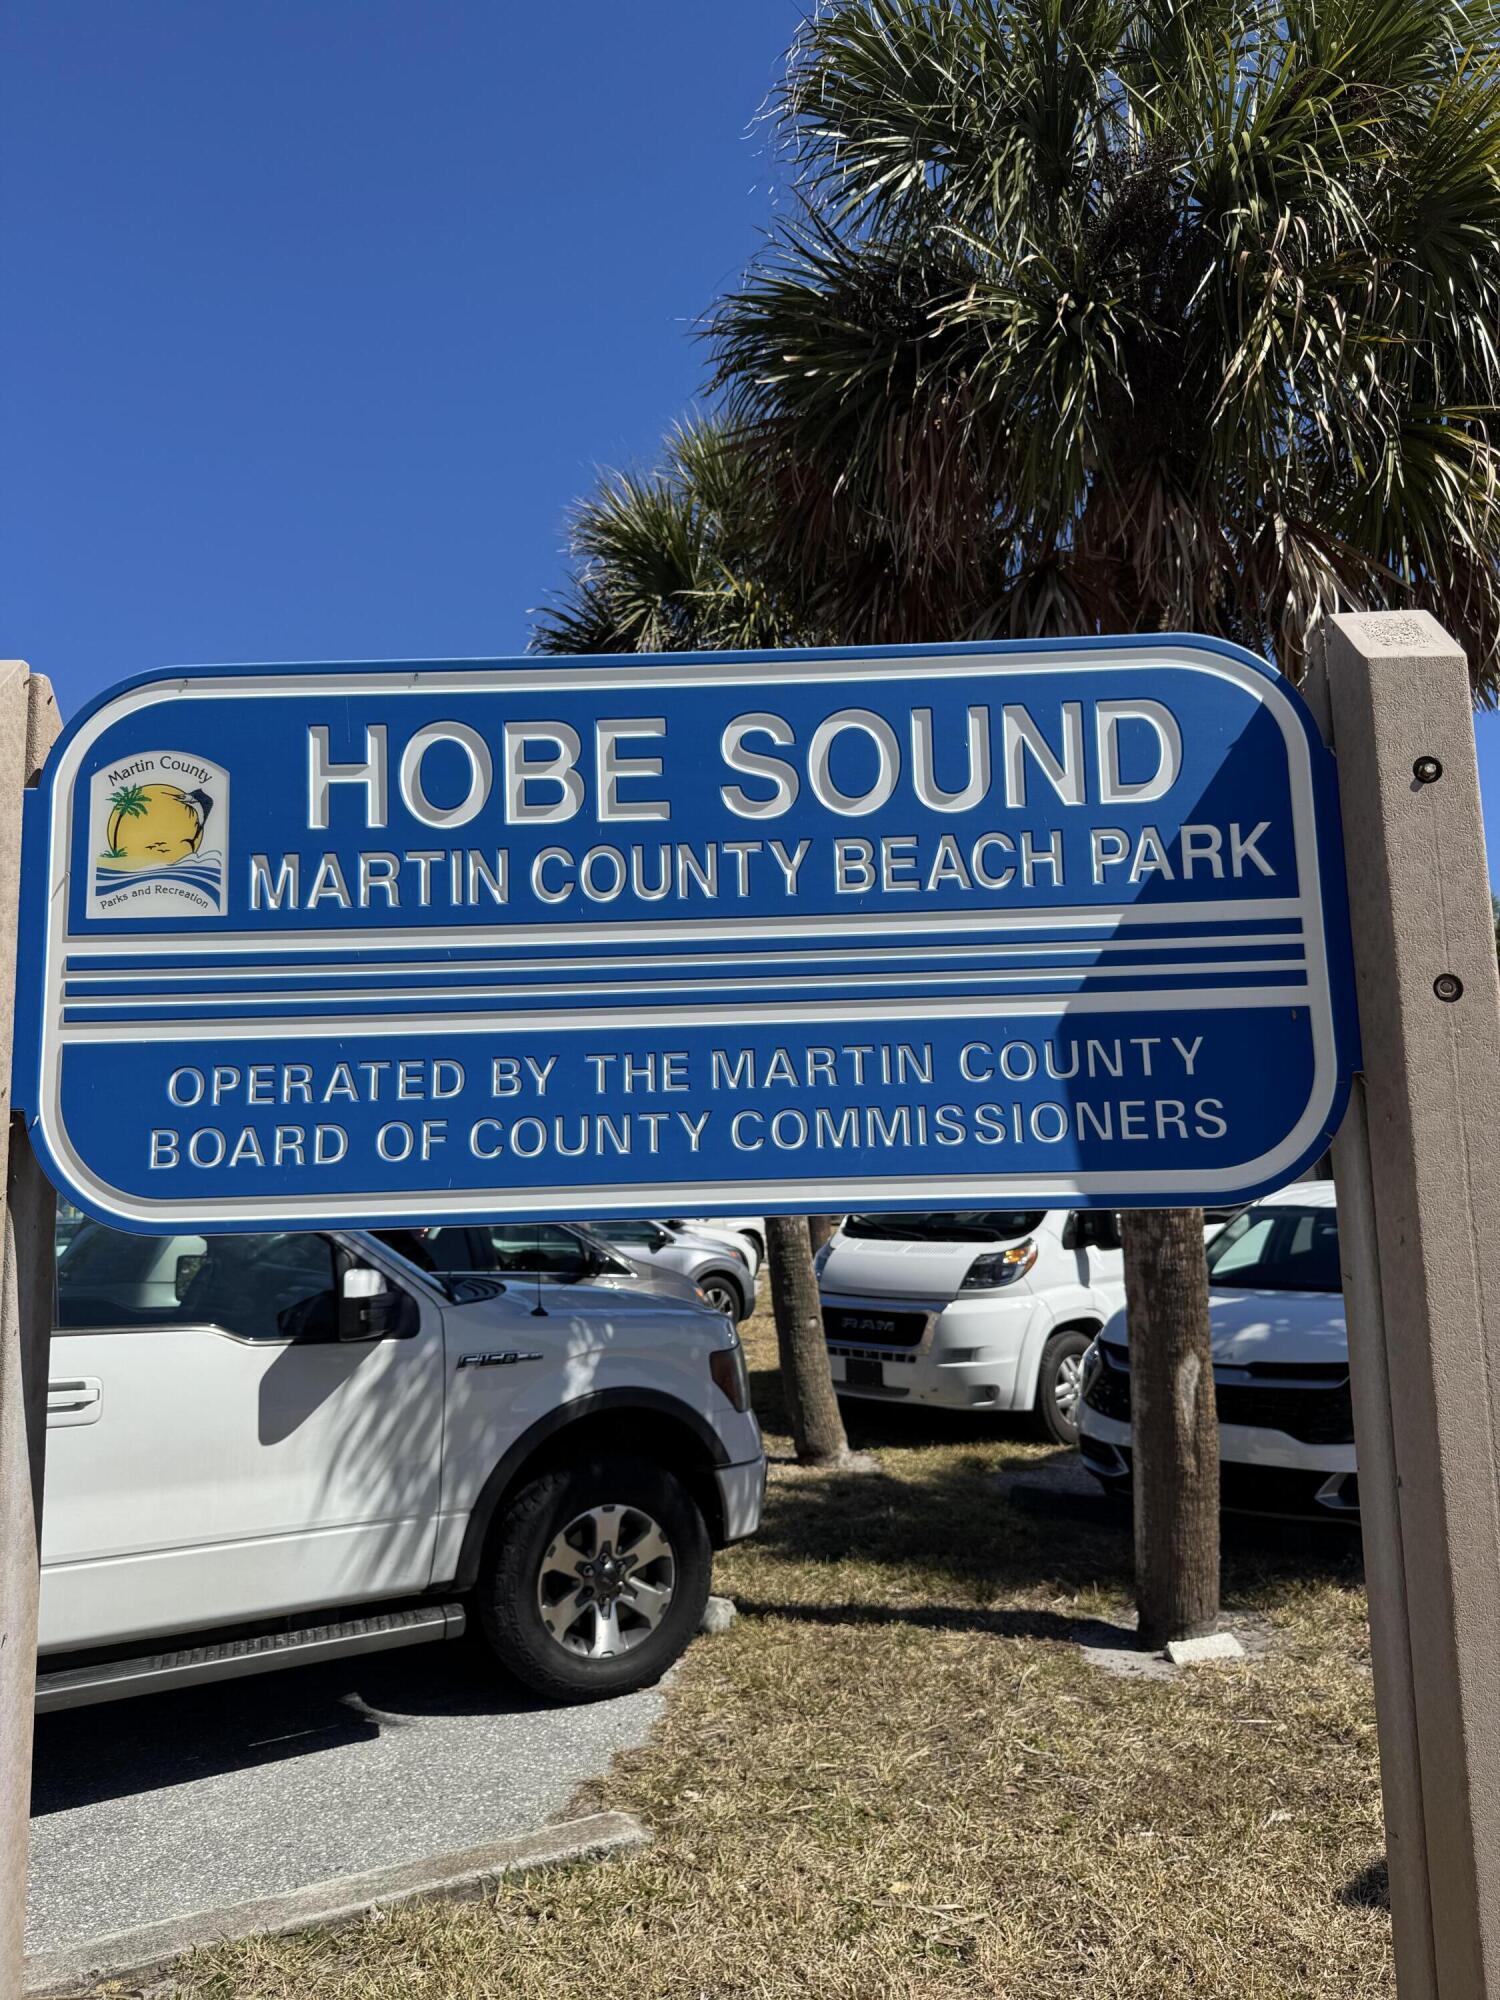 HOBE SOUND
MARTIN COUNTY BEACH PARK
Martin County
Parks and Recreation
OPERATED BY THE MARTIN COUNTY
BOARD OF COUNTY COMMISSIONERS
F150
RAM